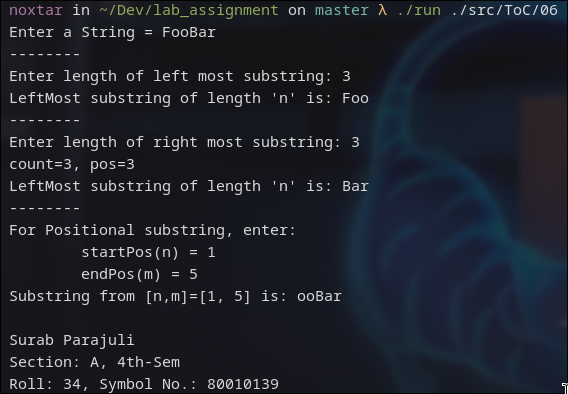 noxtar in ~/Dev/lab_assignment on master λ ./run ./src/ToC/06
Enter a String = FooBar
--------
Enter length of left most substring: 3
LeftMost substring of length 'n' is: Foo
--------
Enter length of right most substring: 3
count=3, pos=3
LeftMost substring of length 'n' is: Bar
--------
For Positional substring, enter:
        startPos(n) = 1
        endPos(m) = 5
Substring from [n,m]=[1, 5] is: ooBar

Surab Parajuli
Section: A, 4th-Sem
Roll: 34, Symbol No.: 80010139